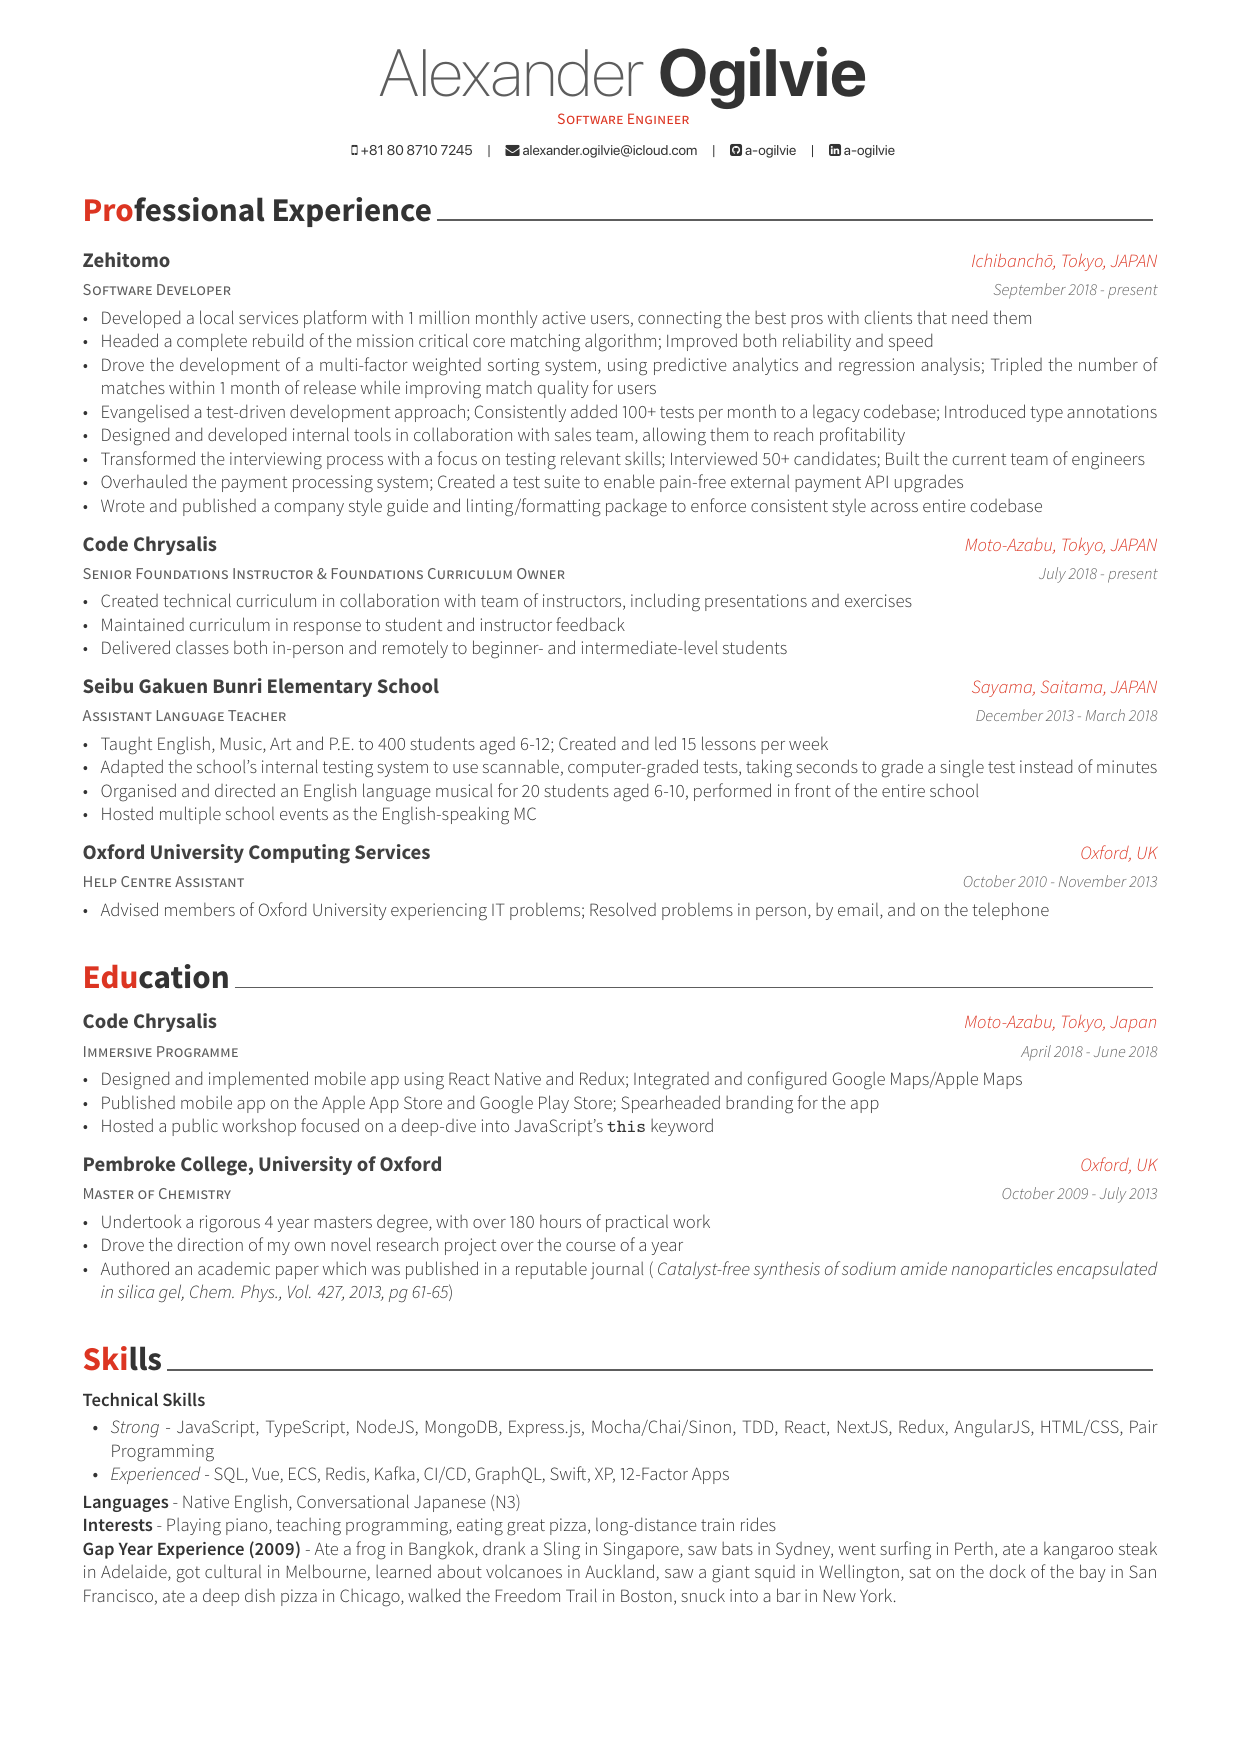 Alexander Ogilvie
Software Engineer
+81 80 8710 7245 | alexander.ogilvie@icloud.com | a-ogilvie | a-ogilvie
Professional Experience
Zehitomo Ichibanchō, Tokyo, JAPAN
Software Developer September 2018 - present
• Developed a local services platform with 1 million monthly active users, connecting the best pros with clients that need them
• Headed a complete rebuild of the mission critical core matching algorithm; Improved both reliability and speed
• Drove the development of a multi-factor weighted sorting system, using predictive analytics and regression analysis; Tripled the number of
matches within 1 month of release while improving match quality for users
• Evangelised a test-driven development approach; Consistently added 100+ tests per month to a legacy codebase; Introduced type annotations
• Designed and developed internal tools in collaboration with sales team, allowing them to reach profitability
• Transformed the interviewing process with a focus on testing relevant skills; Interviewed 50+ candidates; Built the current team of engineers
• Overhauled the payment processing system; Created a test suite to enable pain-free external payment API upgrades
• Wrote and published a company style guide and linting/formatting package to enforce consistent style across entire codebase
Code Chrysalis Moto-Azabu, Tokyo, JAPAN
Senior Foundations Instructor & Foundations Curriculum Owner July 2018 - present
• Created technical curriculum in collaboration with team of instructors, including presentations and exercises
• Maintained curriculum in response to student and instructor feedback
• Delivered classes both in-person and remotely to beginner- and intermediate-level students
Seibu Gakuen Bunri Elementary School Sayama, Saitama, JAPAN
Assistant Language Teacher December 2013 - March 2018
• Taught English, Music, Art and P.E. to 400 students aged 6-12; Created and led 15 lessons per week
• Adapted the school's internal testing system to use scannable, computer-graded tests, taking seconds to grade a single test instead of minutes
• Organised and directed an English language musical for 20 students aged 6-10, performed in front of the entire school
• Hosted multiple school events as the English-speaking MC
Oxford University Computing Services Oxford, UK
Help Centre Assistant October 2010 - November 2013
• Advised members of Oxford University experiencing IT problems; Resolved problems in person, by email, and on the telephone
Education
Code Chrysalis Moto-Azabu, Tokyo, Japan
Immersive Programme April 2018 - June 2018
• Designed and implemented mobile app using React Native and Redux; Integrated and configured Google Maps/Apple Maps
• Published mobile app on the Apple App Store and Google Play Store; Spearheaded branding for the app
• Hosted a public workshop focused on a deep-dive into JavaScript's this keyword
Pembroke College, University of Oxford Oxford, UK
Master of Chemistry October 2009 - July 2013
• Undertook a rigorous 4 year masters degree, with over 180 hours of practical work
• Drove the direction of my own novel research project over the course of a year
• Authored an academic paper which was published in a reputable journal ( Catalyst-free synthesis of sodium amide nanoparticles encapsulated
in silica gel, Chem. Phys., Vol. 427, 2013, pg 61-65)
Skills
Technical Skills
• Strong - JavaScript, TypeScript, NodeJS, MongoDB, Express.js, Mocha/Chai/Sinon, TDD, React, NextJS, Redux, AngularJS, HTML/CSS, Pair
Programming
• Experienced - SQL, Vue, ECS, Redis, Kafka, CI/CD, GraphQL, Swift, XP, 12-Factor Apps
Languages - Native English, Conversational Japanese (N3)
Interests - Playing piano, teaching programming, eating great pizza, long-distance train rides
Gap Year Experience (2009) - Ate a frog in Bangkok, drank a Sling in Singapore, saw bats in Sydney, went surfing in Perth, ate a kangaroo steak
in Adelaide, got cultural in Melbourne, learned about volcanoes in Auckland, saw a giant squid in Wellington, sat on the dock of the bay in San
Francisco, ate a deep dish pizza in Chicago, walked the Freedom Trail in Boston, snuck into a bar in New York.